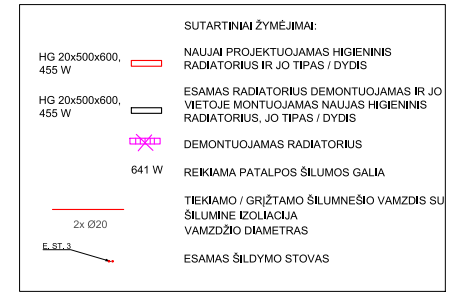 SUTARTINIAI ŽYMĖJIMAI:
HG 20x500x600,
455 W
NAUJAI PROJEKTUOJAMAS HIGIENINIS
RADIATORIUS IR JO TIPAS / DYDIS
HG 20x500x600,
455 W
ESAMAS RADIATORIUS DEMONTUOJAMAS IR JO
VIETOJE MONTUOJAMAS NAUJAS HIGIENINIS
RADIATORIUS, JO TIPAS / DYDIS
DEMONTUOJAMAS RADIATORIUS
641 W
REIKIAMA PATALPOS ŠILUMOS GALIA
2x Ø20
TIEKIAMO / GRĮŽTAMO ŠILUMNEŠIO VAMZDIS SU
ŠILUMINE IZOLIACIJA
VAMZDŽIO DIAMETRAS
E. ST. 3
ESAMAS ŠILDYMO STOVAS